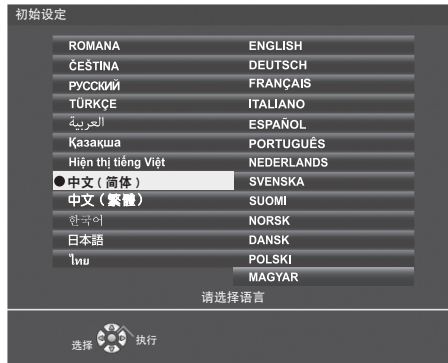 初始设定
ROMANA
ČEŠTINA
РУССКИЙ
TÜRKÇE
العربية
Қазақша
Hiện thị tiếng Việt
中文(简体)
中文(繁體)
한국어
日本語
ไทย
ENGLISH
DEUTSCH
FRANÇAIS
ITALIANO
ESPAÑOL
PORTUGUÊS
NEDERLANDS
SVENSKA
SUOMI
NORSK
DANSK
POLSKI
MAGYAR
请选择语言
选择 执行